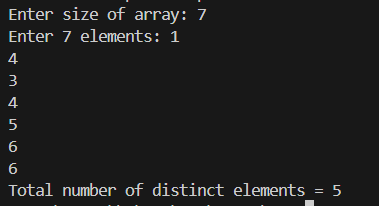 Enter size of array: 7
Enter 7 elements: 1
4
3
4
5
6
6
Total number of distinct elements = 5